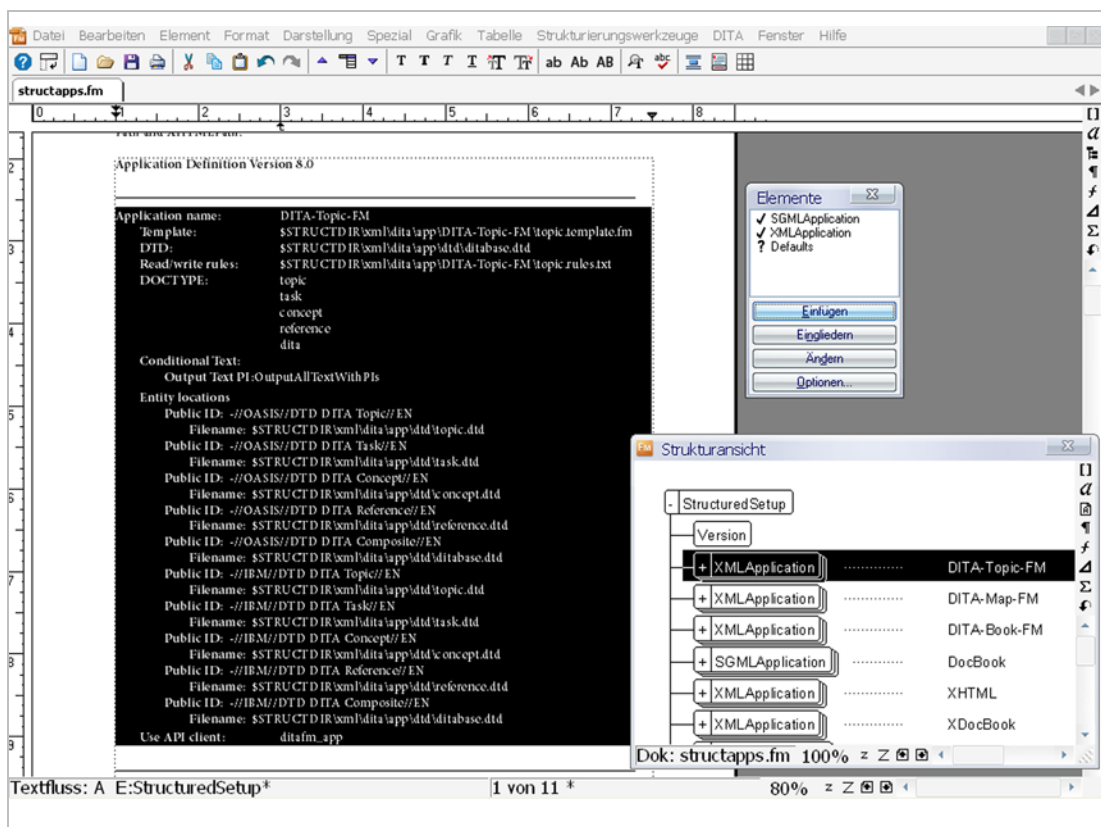 Datei Bearbeiten Element Format Darstellung Spezial Grafik Tabelle Strukturierungswerkzeuge DITA Fenster Hilfe
structapps.fm
0 1 2 3 4 5 6 7 8
Application Definition Version 8.0
Application name: DITA-Topic-FM
Template: $STRUCTDIR\xml\dita\app\DITA-Topic-FM\topic.template.fm
DTD: $STRUCTDIR\xml\dita\app\dtd\ditabase.dtd
Read/write rules: $STRUCTDIR\xml\dita\app\DITA-Topic-FM\topic.rules.txt
DOCTYPE: topic
task
concept
reference
dita
Conditional Text:
Output Text PI:OutputAllTextWithPIs
Entity locations
Public ID: -//OASIS//DTD DITA Topic//EN
Filename: $STRUCTDIR\xml\dita\app\dtd\topic.dtd
Public ID: -//OASIS//DTD DITA Task//EN
Filename: $STRUCTDIR\xml\dita\app\dtd\task.dtd
Public ID: -//OASIS//DTD DITA Concept//EN
Filename: $STRUCTDIR\xml\dita\app\dtd\concept.dtd
Public ID: -//OASIS//DTD DITA Reference//EN
Filename: $STRUCTDIR\xml\dita\app\dtd\reference.dtd
Public ID: -//OASIS//DTD DITA Composite//EN
Filename: $STRUCTDIR\xml\dita\app\dtd\ditabase.dtd
Public ID: -//IBM//DTD DITA Topic//EN
Filename: $STRUCTDIR\xml\dita\app\dtd\topic.dtd
Public ID: -//IBM//DTD DITA Task//EN
Filename: $STRUCTDIR\xml\dita\app\dtd\task.dtd
Public ID: -//IBM//DTD DITA Concept//EN
Filename: $STRUCTDIR\xml\dita\app\dtd\concept.dtd
Public ID: -//IBM//DTD DITA Reference//EN
Filename: $STRUCTDIR\xml\dita\app\dtd\reference.dtd
Public ID: -//IBM//DTD DITA Composite//EN
Filename: $STRUCTDIR\xml\dita\app\dtd\ditabase.dtd
Use API client: ditafm_app
Elemente
SGMLApplication
XMLApplication
? Defaults
Einfügen
Eingliedern
Ändern
Optionen...
Strukturansicht
StructuredSetup
Version
XMLApplication DITA-Topic-FM
XMLApplication DITA-Map-FM
XMLApplication DITA-Book-FM
SGMLApplication DocBook
XMLApplication XHTML
XMLApplication XDocBook
Dok: structapps.fm 100%
Textfluss: A E:StructuredSetup* 1 von 11 * 80%